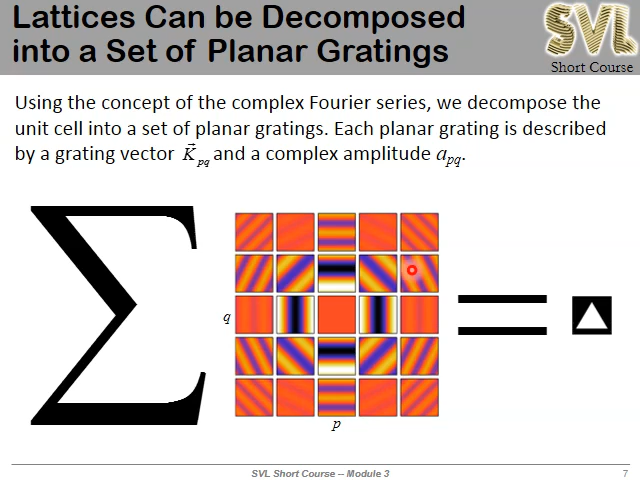 Lattices Can be Decomposed
into a Set of Planar Gratings
SVL
Short Course
Using the concept of the complex Fourier series, we decompose the
unit cell into a set of planar gratings. Each planar grating is described
by a grating vector K⃗pq and a complex amplitude apq.
∑
=
q
p
SVL Short Course -- Module 3
7